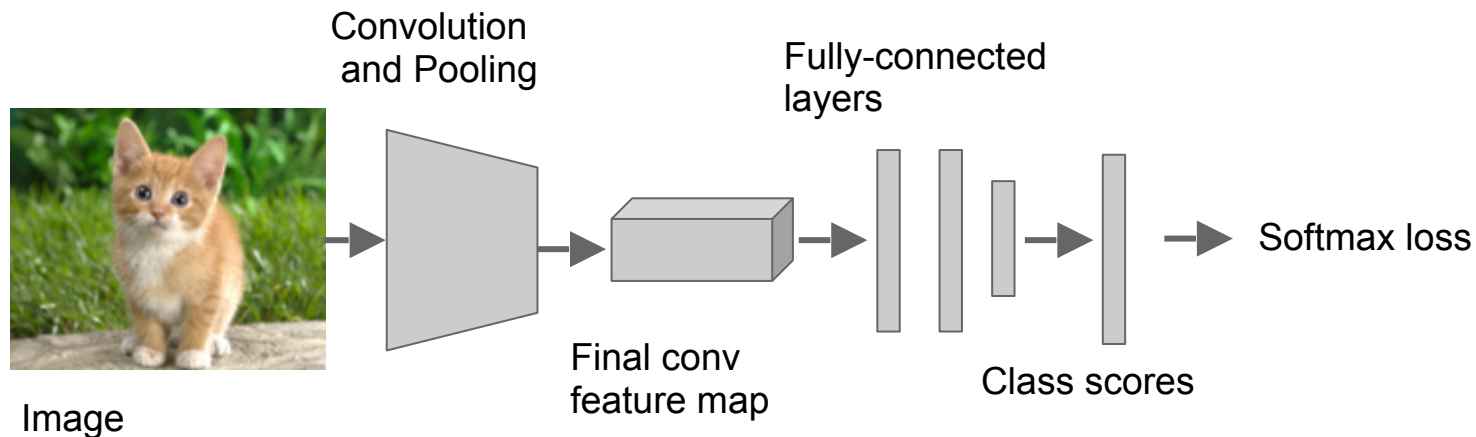 Convolution
and Pooling
Fully-connected
layers
Softmax loss
Final conv
feature map
Class scores
Image